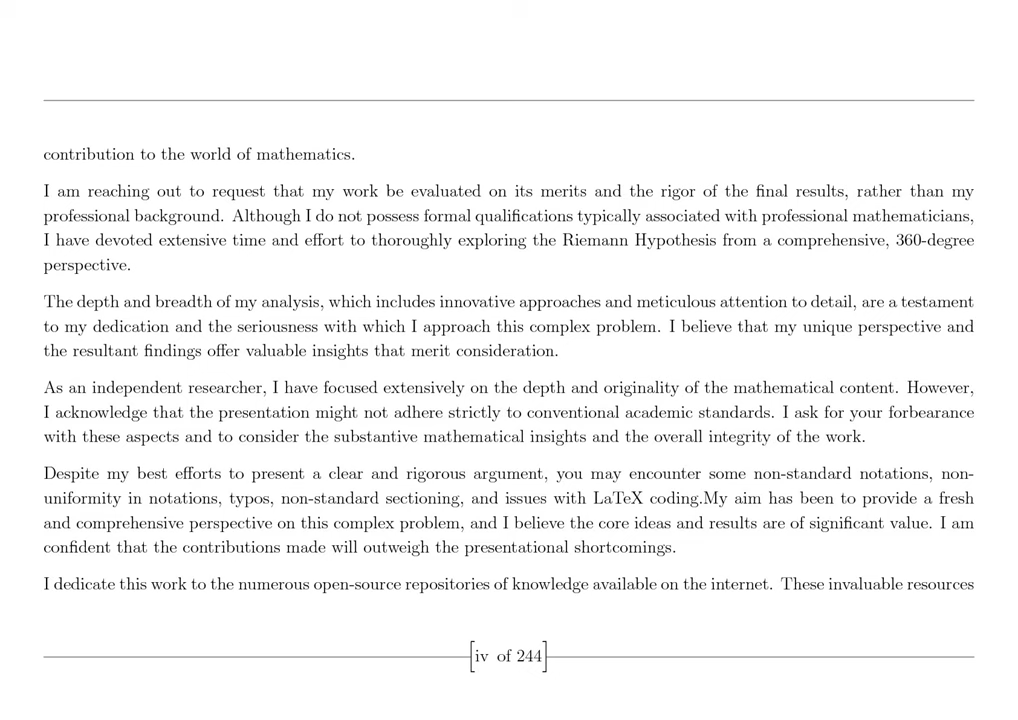 contribution to the world of mathematics.
I am reaching out to request that my work be evaluated on its merits and the rigor of the final results, rather than my
professional background. Although I do not possess formal qualifications typically associated with professional mathematicians,
I have devoted extensive time and effort to thoroughly exploring the Riemann Hypothesis from a comprehensive, 360-degree
perspective.
The depth and breadth of my analysis, which includes innovative approaches and meticulous attention to detail, are a testament
to my dedication and the seriousness with which I approach this complex problem. I believe that my unique perspective and
the resultant findings offer valuable insights that merit consideration.
As an independent researcher, I have focused extensively on the depth and originality of the mathematical content. However,
I acknowledge that the presentation might not adhere strictly to conventional academic standards. I ask for your forbearance
with these aspects and to consider the substantive mathematical insights and the overall integrity of the work.
Despite my best efforts to present a clear and rigorous argument, you may encounter some non-standard notations, non-
uniformity in notations, typos, non-standard sectioning, and issues with LaTeX coding.My aim has been to provide a fresh
and comprehensive perspective on this complex problem, and I believe the core ideas and results are of significant value. I am
confident that the contributions made will outweigh the presentational shortcomings.
I dedicate this work to the numerous open-source repositories of knowledge available on the internet. These invaluable resources
[iv of 244]